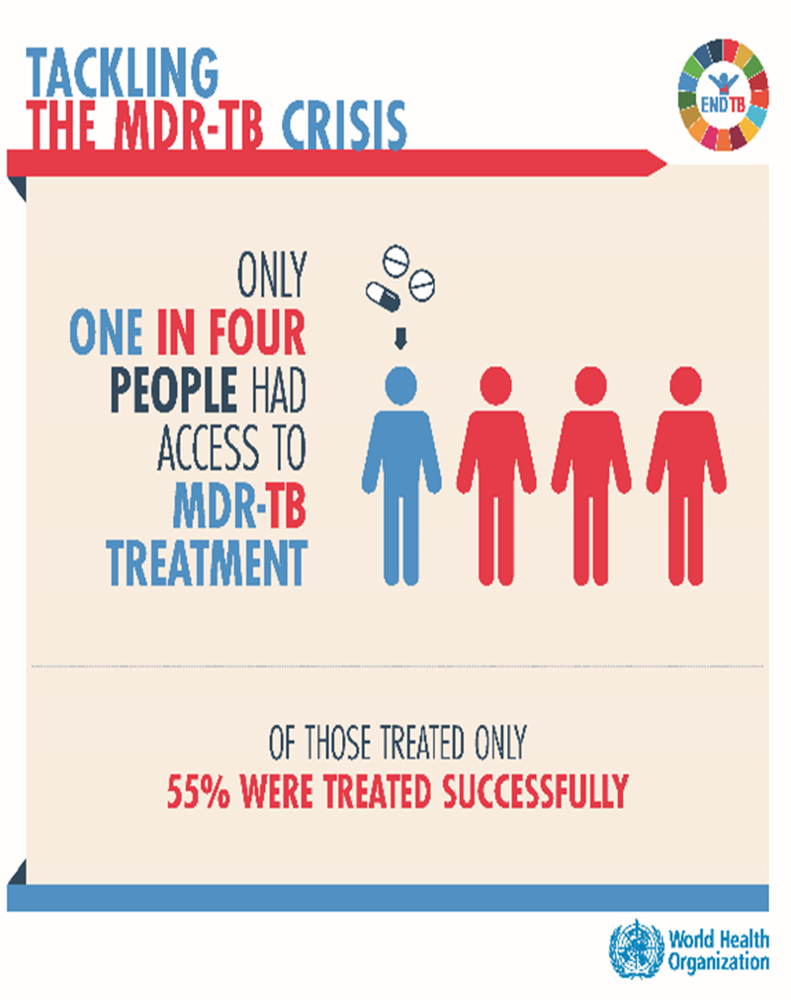 TACKLING
THE MDR-TB CRISIS
END TB
ONLY
ONE IN FOUR
PEOPLE HAD
ACCESS TO
MDR-TB
TREATMENT
OF THOSE TREATED ONLY
55% WERE TREATED SUCCESSFULLY
World Health
Organization